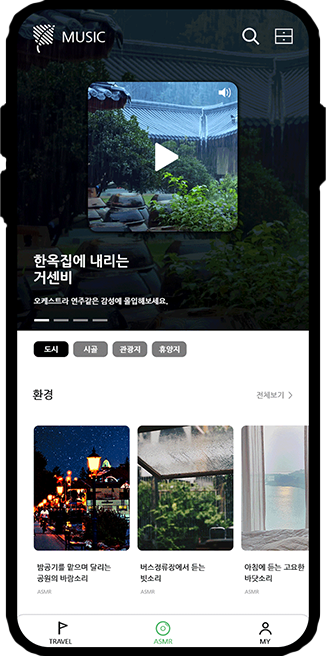 MUSIC
한옥집에 내리는
거센비
오케스트라 연주같은 감성에 몰입해보세요.
도시 시골 관광지 휴양지
환경 전체보기 >
밤공기를 맡으며 달리는
공원의 바람소리
ASMR
버스정류장에서 듣는
빗소리
ASMR
아침에 듣는 고요한
바닷소리
ASMR
TRAVEL ASMR MY